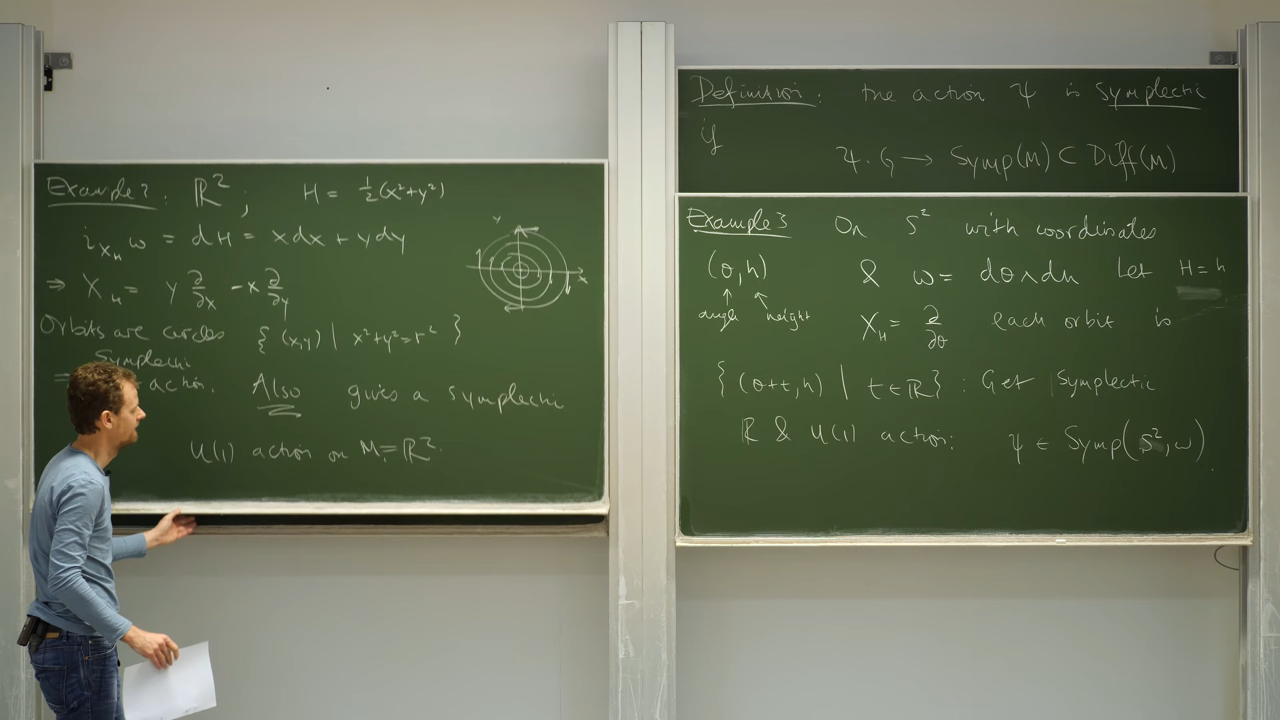 Example 2 : ℝ² ; H = ½(x²+y²)
i_{X_H} ω = dH = xdx + ydy
⇒ X_H = y ∂/∂x - x ∂/∂y
y
x
Orbits are circles { (x,y) | x²+y²=r² }
Symplectic
action. Also gives a symplectic
U(1) action on M=ℝ².
Definition : the action Ψ is symplectic
if
Ψ : G → Symp(M) ⊂ Diff(M)
Example 3 On S² with coordinates
(θ,h) & ω = dθ∧dh Let H=h
angle height X_H = ∂/∂θ each orbit is
{ (θ+t,h) | t∈ℝ} : Get Symplectic
ℝ & U(1) action: ψ ∈ Symp(S²,ω).